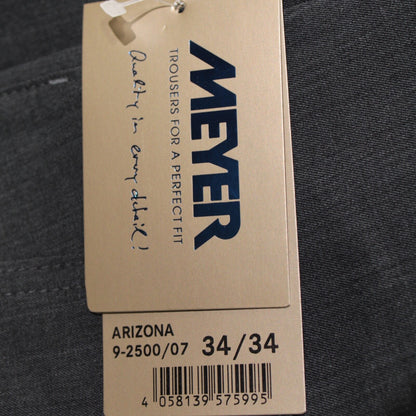 MEYER
TROUSERS FOR A PERFECT FIT
Quality in every detail!
ARIZONA
9-2500/07 34/34
4 058139 575995